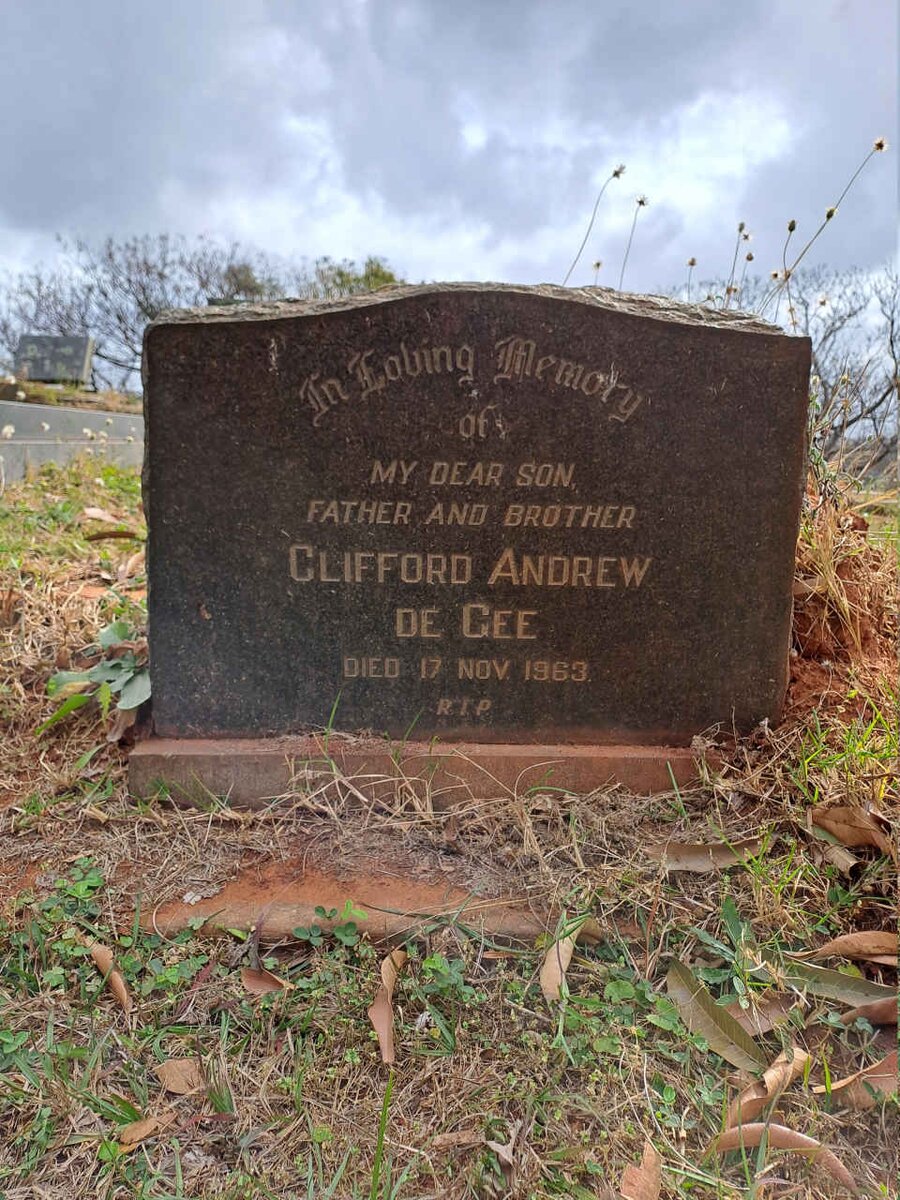 In Loving Memory
of
MY DEAR SON,
FATHER AND BROTHER
CLIFFORD ANDREW
DE GEE
DIED 17 NOV. 1963.
R.I.P.